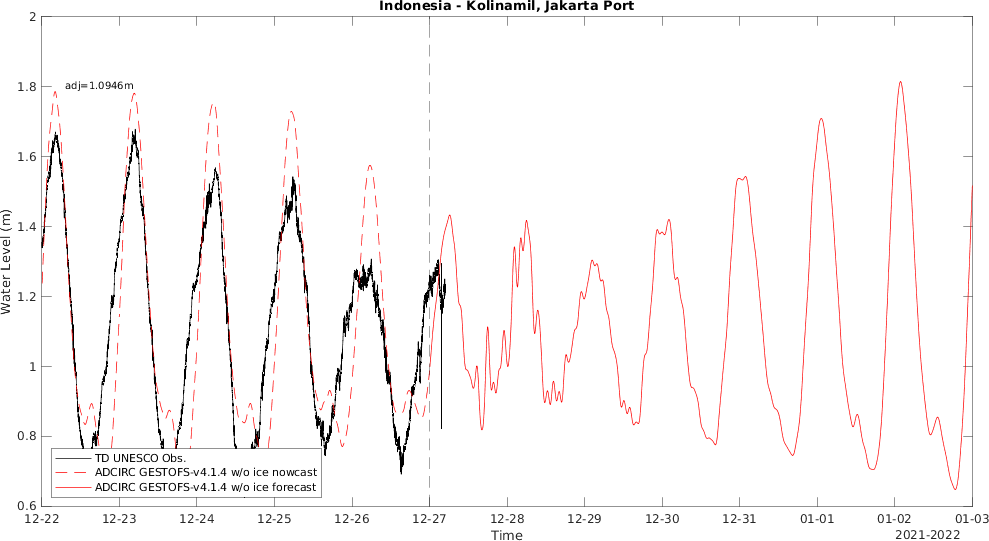 Indonesia - Kolinamil, Jakarta Port
2
1.8
1.6
1.4
1.2
1
0.8
0.6
Water Level (m)
adj=1.0946m
TD UNESCO Obs.
ADCIRC GESTOFS-v4.1.4 w/o ice nowcast
ADCIRC GESTOFS-v4.1.4 w/o ice forecast
12-22 12-23 12-24 12-25 12-26 12-27 12-28 12-29 12-30 12-31 01-01 01-02 01-03
Time
2021-2022